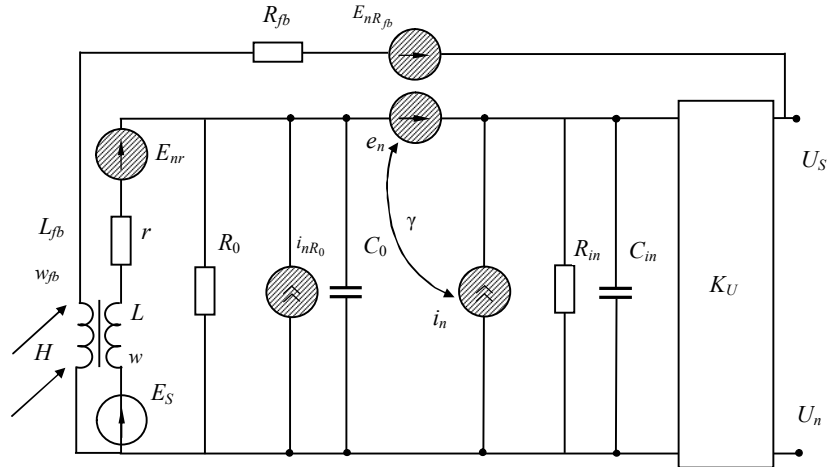 R_fb
E_nR_fb
e_n
U_S
E_nr
γ
L_fb
r
R_0
i_nR_0
C_0
R_in
C_in
w_fb
K_U
L
i_n
H
w
E_S
U_n